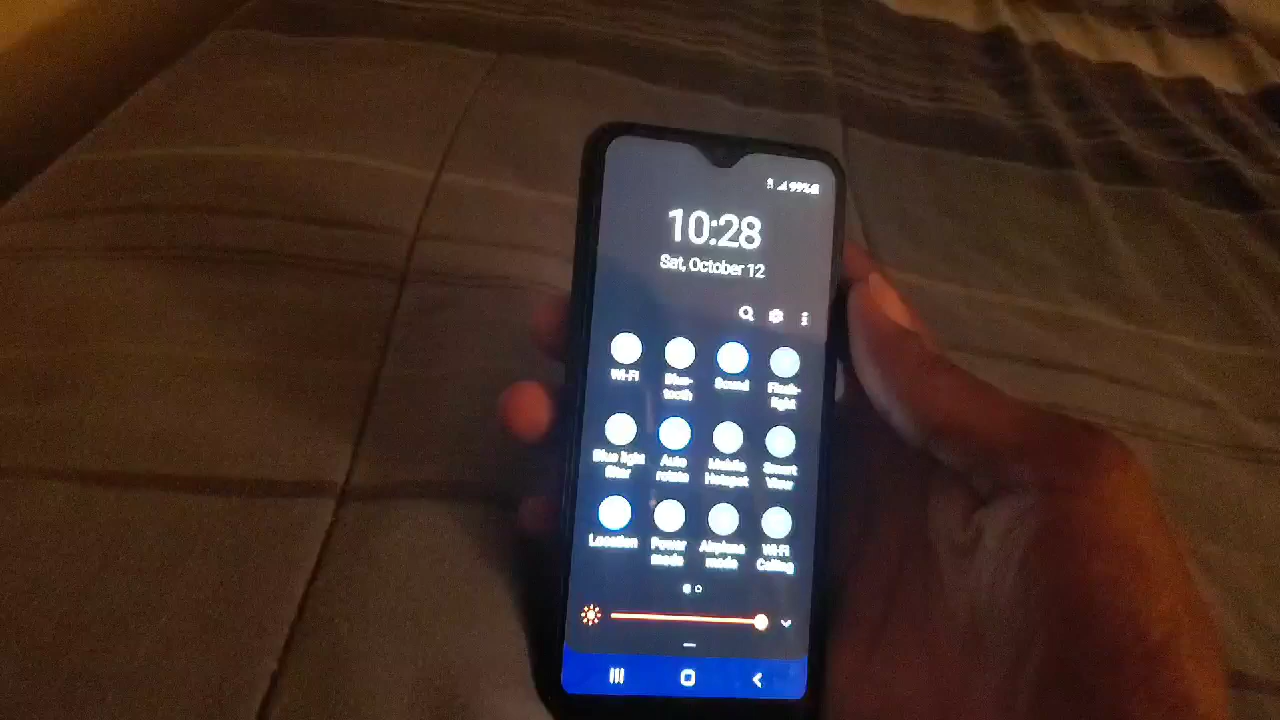 99%
10:28
Sat, October 12
Wi-Fi
Blue-
tooth
Sound
Flash-
light
Blue light
filter
Auto
rotate
Mobile
Hotspot
Smart
View
Location
Power
mode
Airplane
mode
Wi-Fi
Calling